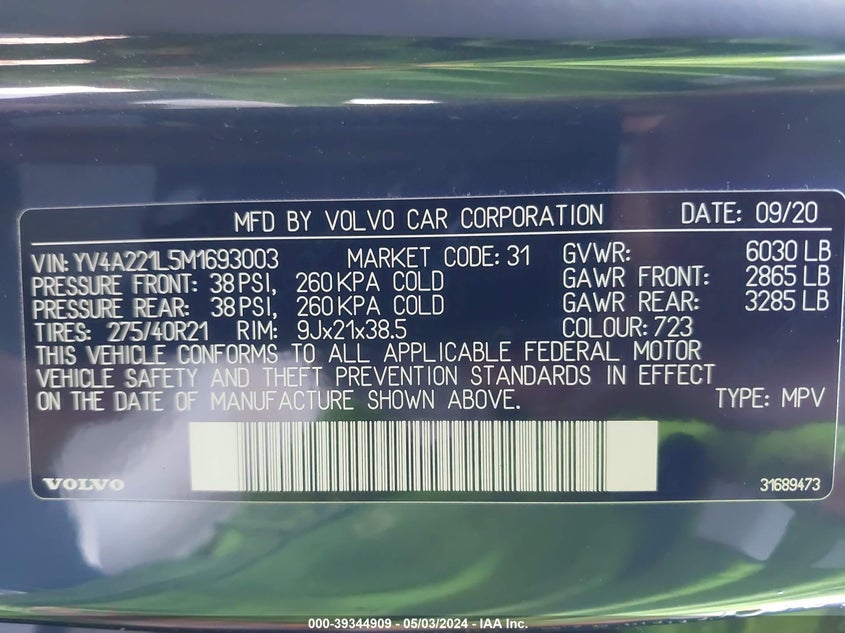 MFD BY VOLVO CAR CORPORATION DATE: 09/20
VIN: YV4A221L5M1693003 MARKET CODE: 31 GVWR: 6030 LB
PRESSURE FRONT: 38 PSI, 260 KPA COLD GAWR FRONT: 2865 LB
PRESSURE REAR: 38 PSI, 260 KPA COLD GAWR REAR: 3285 LB
TIRES: 275/40R21 RIM: 9Jx21x38.5 COLOUR: 723
THIS VEHICLE CONFORMS TO ALL APPLICABLE FEDERAL MOTOR
VEHICLE SAFETY AND THEFT PREVENTION STANDARDS IN EFFECT
ON THE DATE OF MANUFACTURE SHOWN ABOVE. TYPE: MPV
VOLVO 31689473
000-39344909 - 05/03/2024 - IAA Inc.